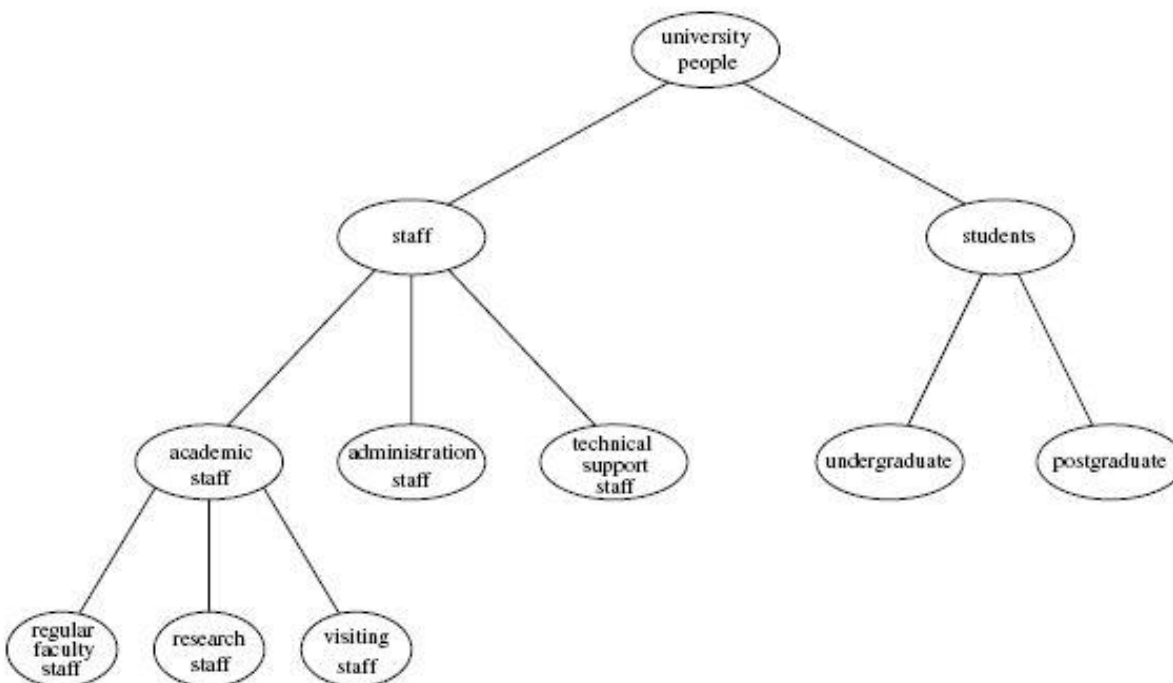 university
people
staff
students
academic
staff
administration
staff
technical
support
staff
undergraduate
postgraduate
regular
faculty
staff
research
staff
visiting
staff